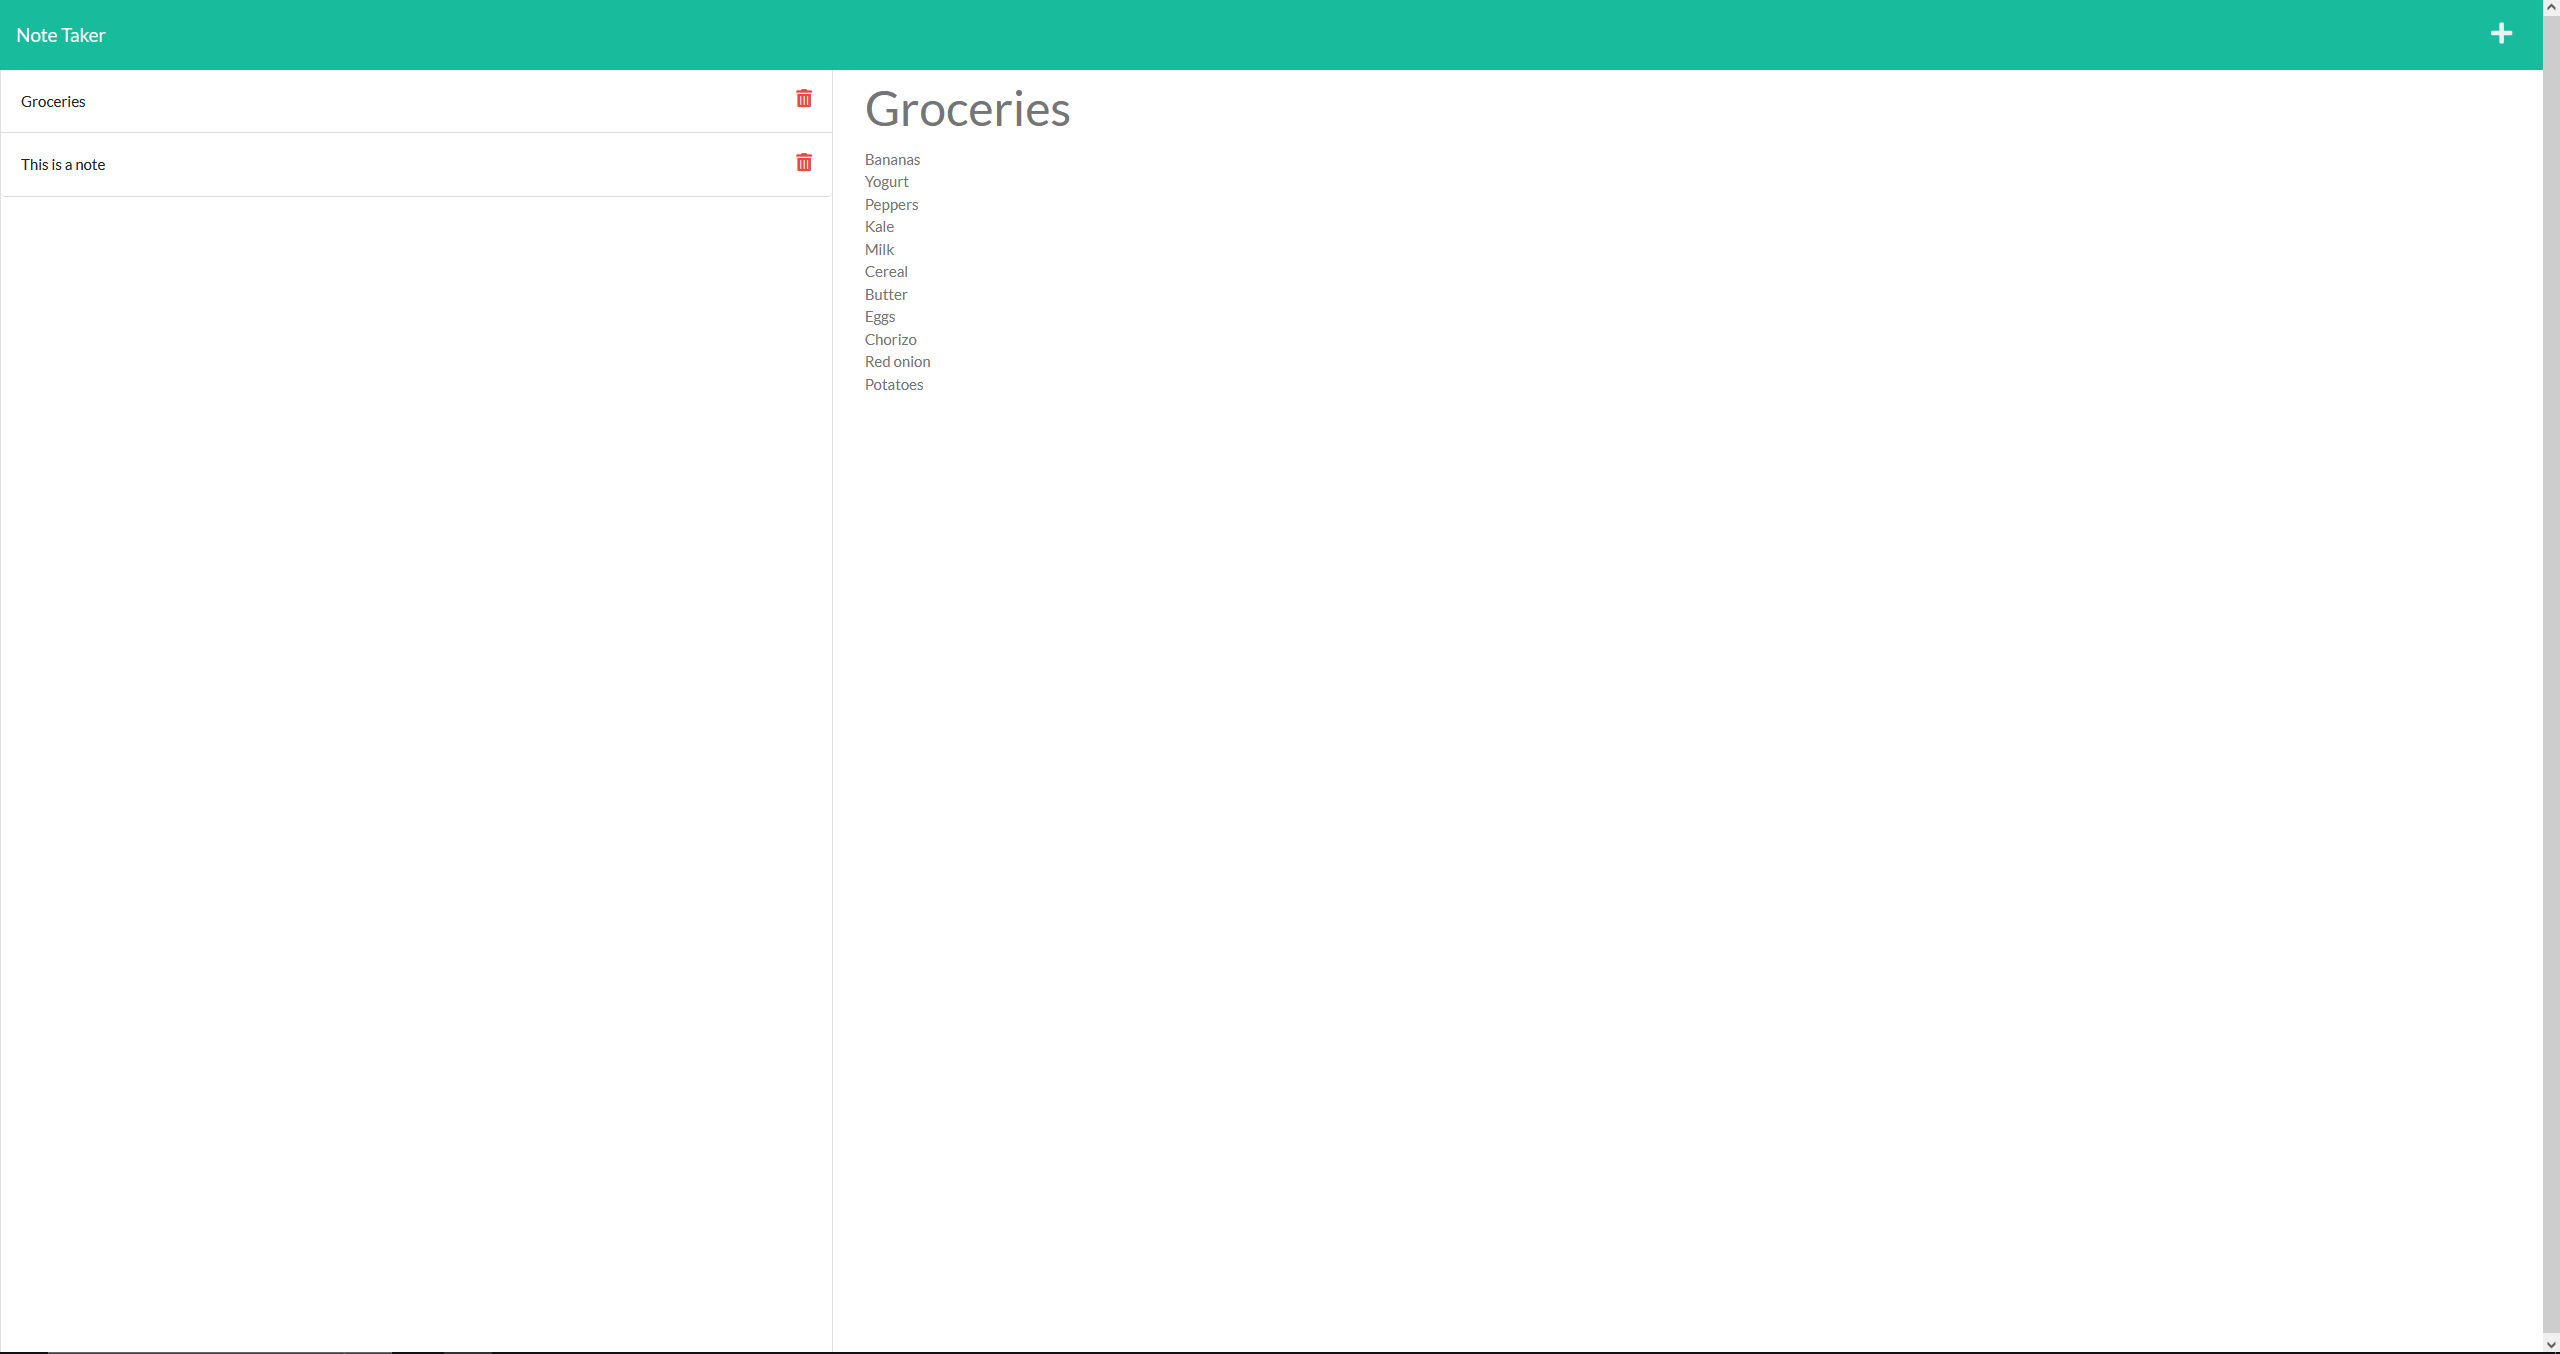 Note Taker
Groceries
This is a note
Groceries
Bananas
Yogurt
Peppers
Kale
Milk
Cereal
Butter
Eggs
Chorizo
Red onion
Potatoes